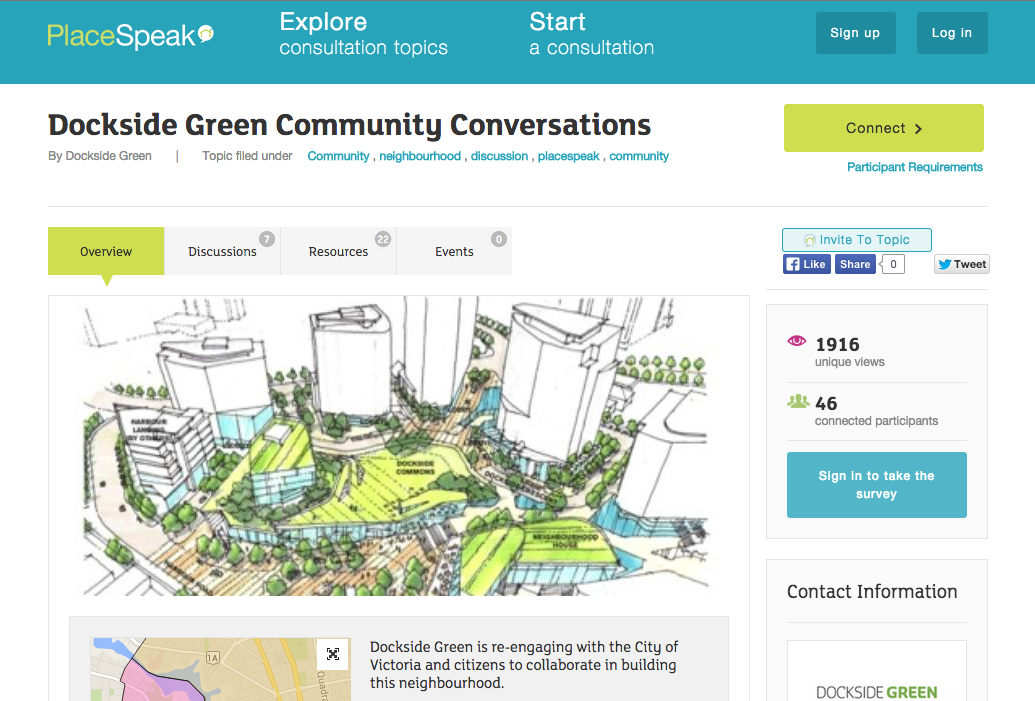 PlaceSpeak
Explore
consultation topics
Start
a consultation
Sign up
Log In
Dockside Green Community Conversations
By Dockside Green | Topic filed under Community , neighbourhood , discussion , placespeak , community
Connect
Participant Requirements
Overview
Discussions 7
Resources 22
Events 0
Invite To Topic
Like
Share
0
Tweet
HARBOUR
LANDING
(BY OTHERS)
DOCKSIDE
COMMONS
NEIGHBOURHOOD
HOUSE
1916
unique views
46
connected participants
Sign in to take the
survey
Contact Information
DOCKSIDE GREEN
1A
Quadra
Dockside Green is re-engaging with the City of
Victoria and citizens to collaborate in building
this neighbourhood.